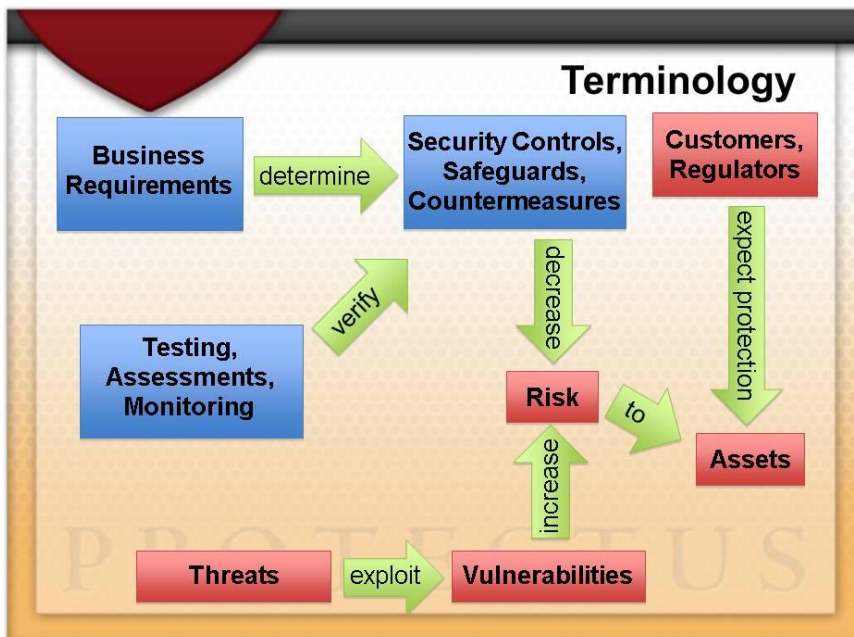 Terminology
Business
Requirements
determine
Security Controls,
Safeguards,
Countermeasures
Customers,
Regulators
verify
decrease
expect protection
Testing,
Assessments,
Monitoring
Risk
to
Assets
increase
Threats
exploit
Vulnerabilities
PROTECTUS